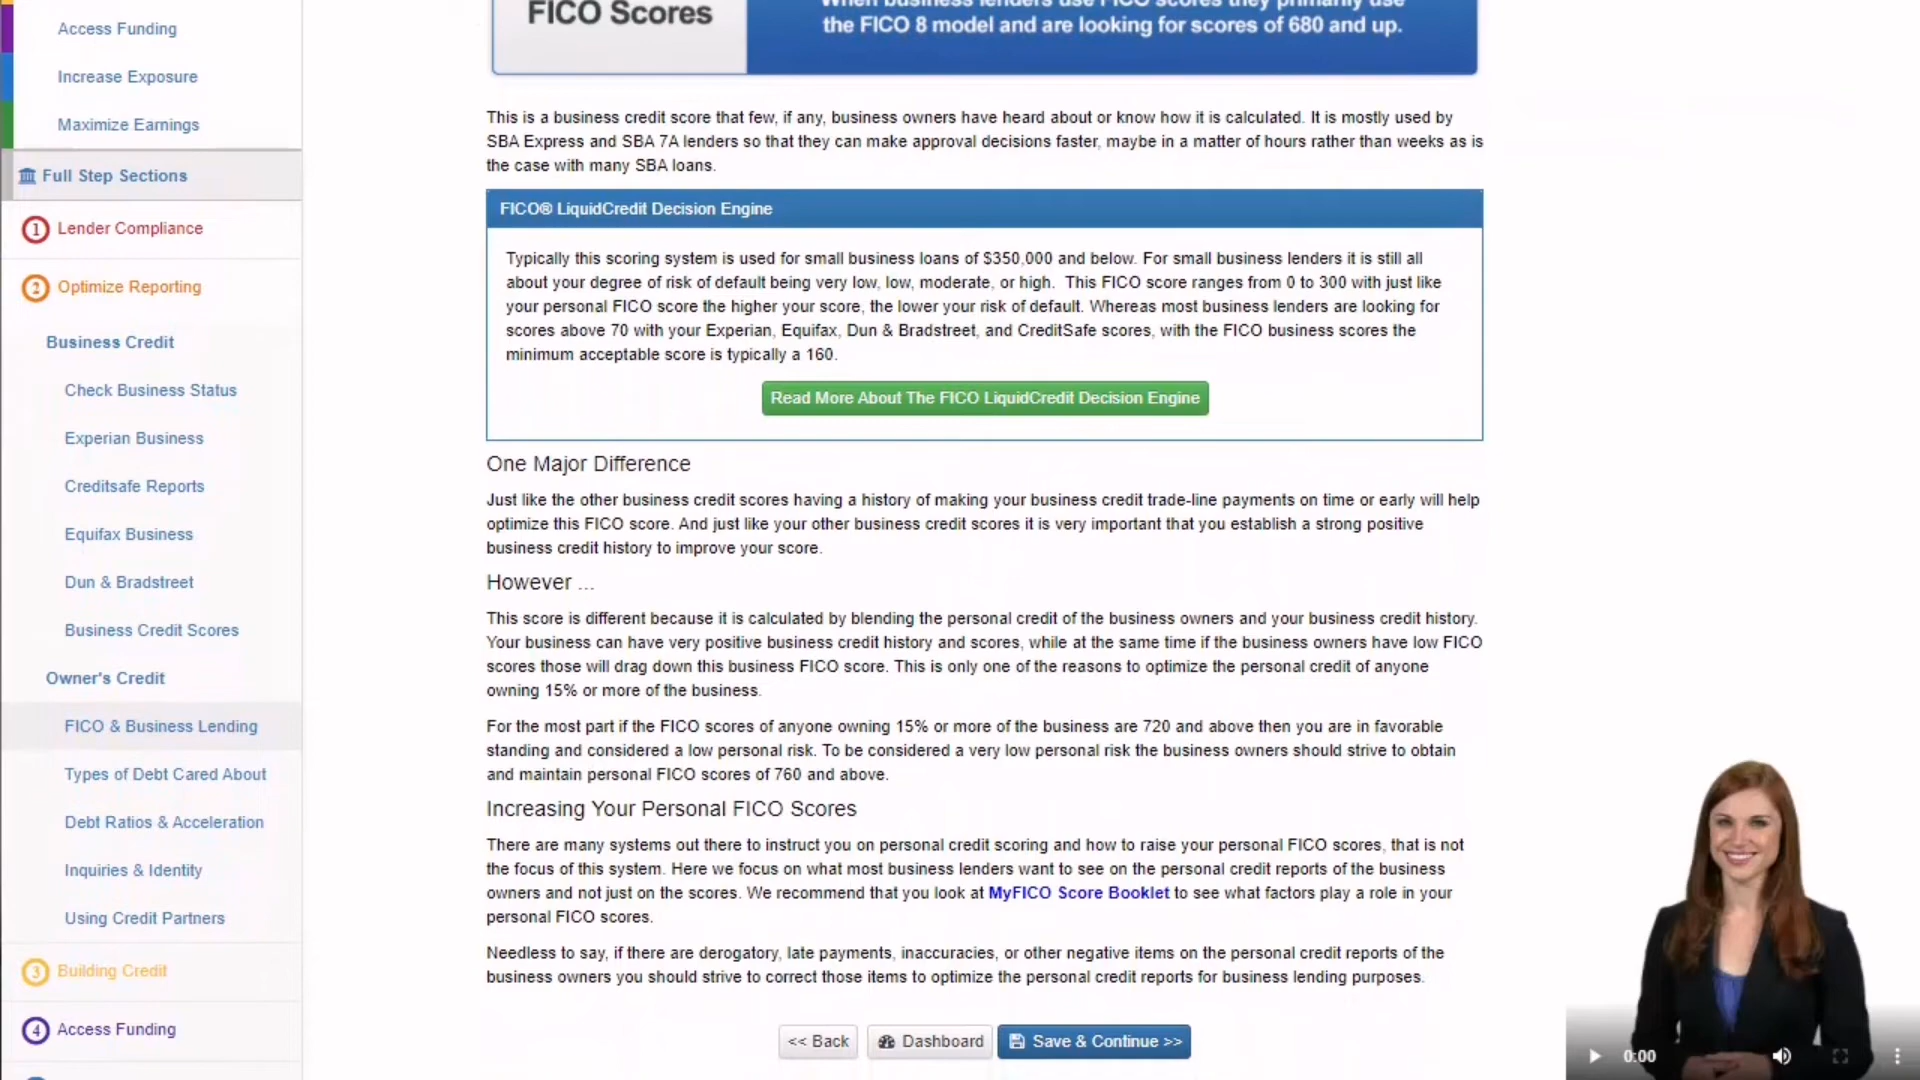 Access Funding
Increase Exposure
Maximize Earnings
Full Step Sections
1 Lender Compliance
2 Optimize Reporting
Business Credit
Check Business Status
Experian Business
Creditsafe Reports
Equifax Business
Dun & Bradstreet
Business Credit Scores
Owner's Credit
FICO & Business Lending
Types of Debt Cared About
Debt Ratios & Acceleration
Inquiries & Identity
Using Credit Partners
3 Building Credit
4 Access Funding
FICO Scores
When business lenders use FICO scores they primarily use
the FICO 8 model and are looking for scores of 680 and up.
This is a business credit score that few, if any, business owners have heard about or know how it is calculated. It is mostly used by
SBA Express and SBA 7A lenders so that they can make approval decisions faster, maybe in a matter of hours rather than weeks as is
the case with many SBA loans.
FICO® LiquidCredit Decision Engine
Typically this scoring system is used for small business loans of $350,000 and below. For small business lenders it is still all
about your degree of risk of default being very low, low, moderate, or high. This FICO score ranges from 0 to 300 with just like
your personal FICO score the higher your score, the lower your risk of default. Whereas most business lenders are looking for
scores above 70 with your Experian, Equifax, Dun & Bradstreet, and CreditSafe scores, with the FICO business scores the
minimum acceptable score is typically a 160.
Read More About The FICO LiquidCredit Decision Engine
One Major Difference
Just like the other business credit scores having a history of making your business credit trade-line payments on time or early will help
optimize this FICO score. And just like your other business credit scores it is very important that you establish a strong positive
business credit history to improve your score.
However ...
This score is different because it is calculated by blending the personal credit of the business owners and your business credit history.
Your business can have very positive business credit history and scores, while at the same time if the business owners have low FICO
scores those will drag down this business FICO score. This is only one of the reasons to optimize the personal credit of anyone
owning 15% or more of the business.
For the most part if the FICO scores of anyone owning 15% or more of the business are 720 and above then you are in favorable
standing and considered a low personal risk. To be considered a very low personal risk the business owners should strive to obtain
and maintain personal FICO scores of 760 and above.
Increasing Your Personal FICO Scores
There are many systems out there to instruct you on personal credit scoring and how to raise your personal FICO scores, that is not
the focus of this system. Here we focus on what most business lenders want to see on the personal credit reports of the business
owners and not just on the scores. We recommend that you look at MyFICO Score Booklet to see what factors play a role in your
personal FICO scores.
Needless to say, if there are derogatory, late payments, inaccuracies, or other negative items on the personal credit reports of the
business owners you should strive to correct those items to optimize the personal credit reports for business lending purposes.
<< Back
Dashboard
Save & Continue >>
0:00